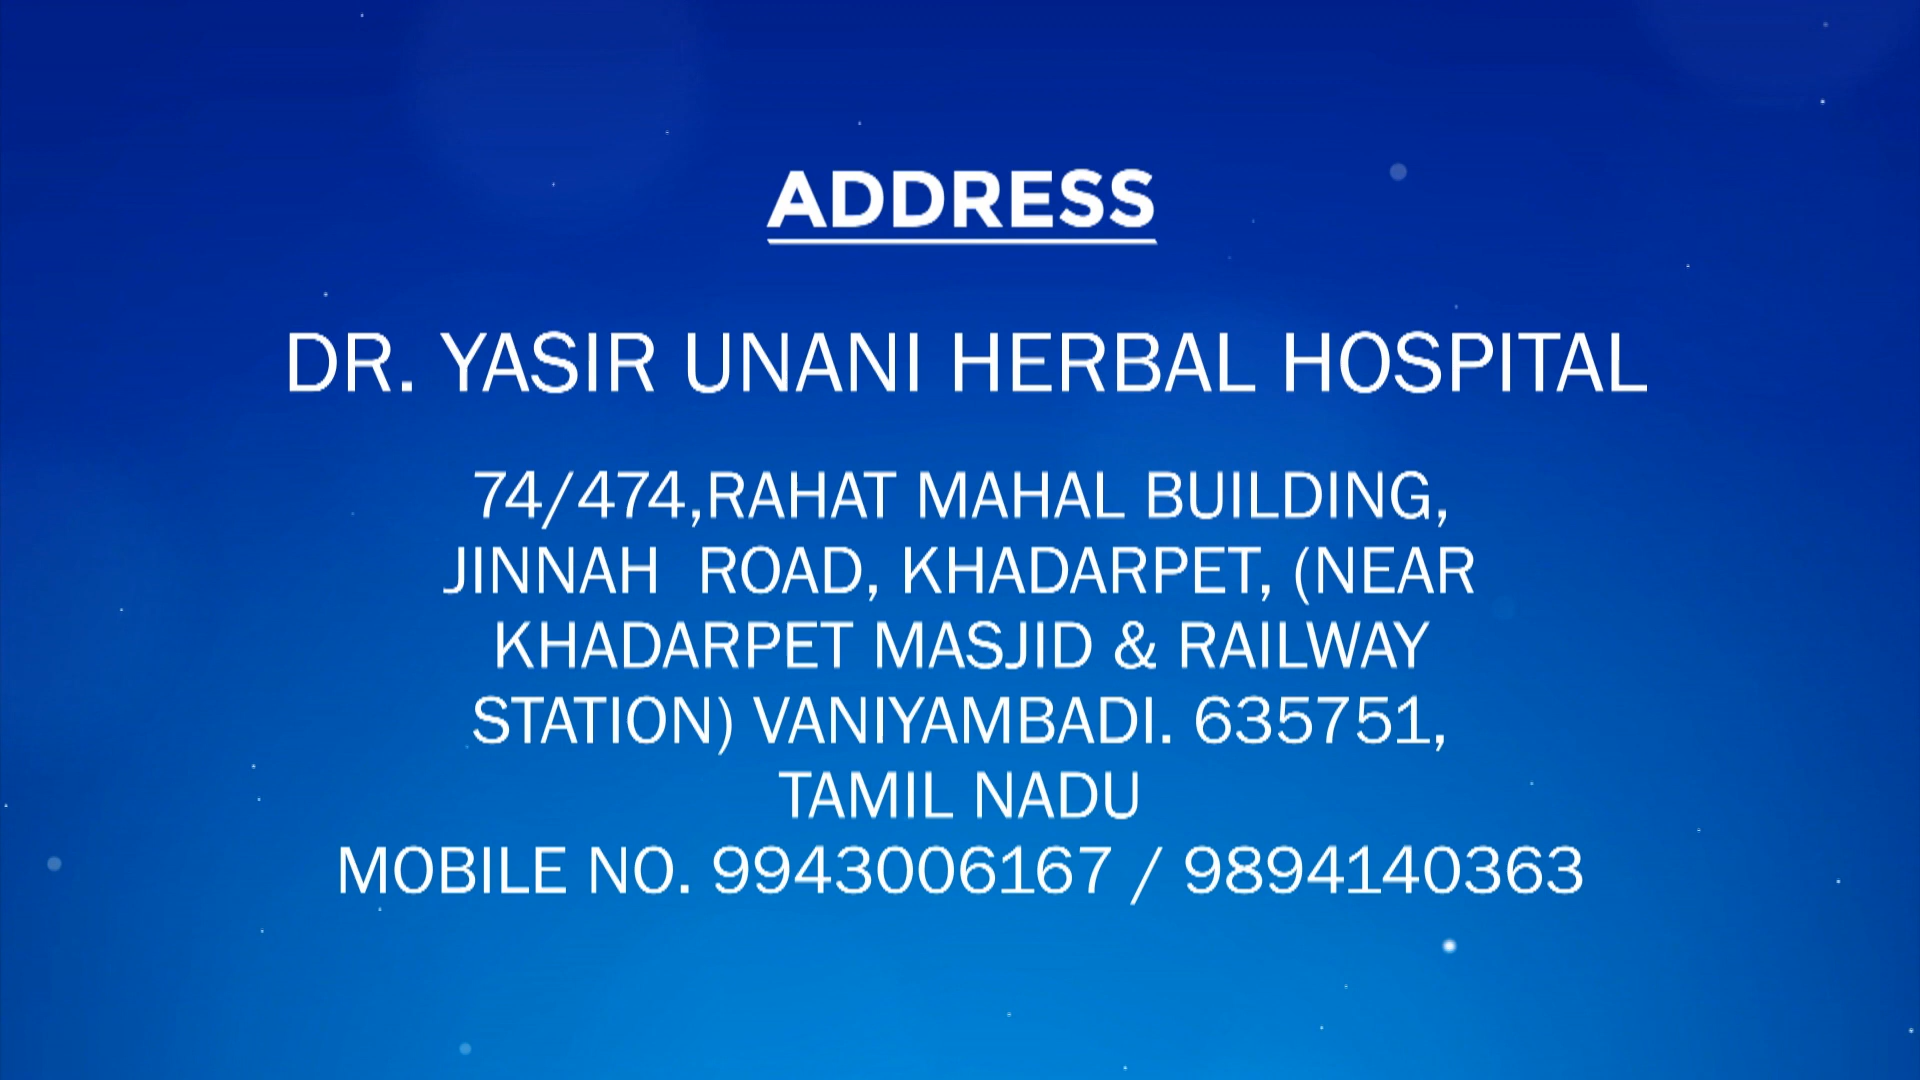 ADDRESS
DR. YASIR UNANI HERBAL HOSPITAL
74/474,RAHAT MAHAL BUILDING,
JINNAH  ROAD, KHADARPET, (NEAR
KHADARPET MASJID & RAILWAY
STATION) VANIYAMBADI. 635751,
TAMIL NADU
MOBILE NO. 9943006167 / 9894140363